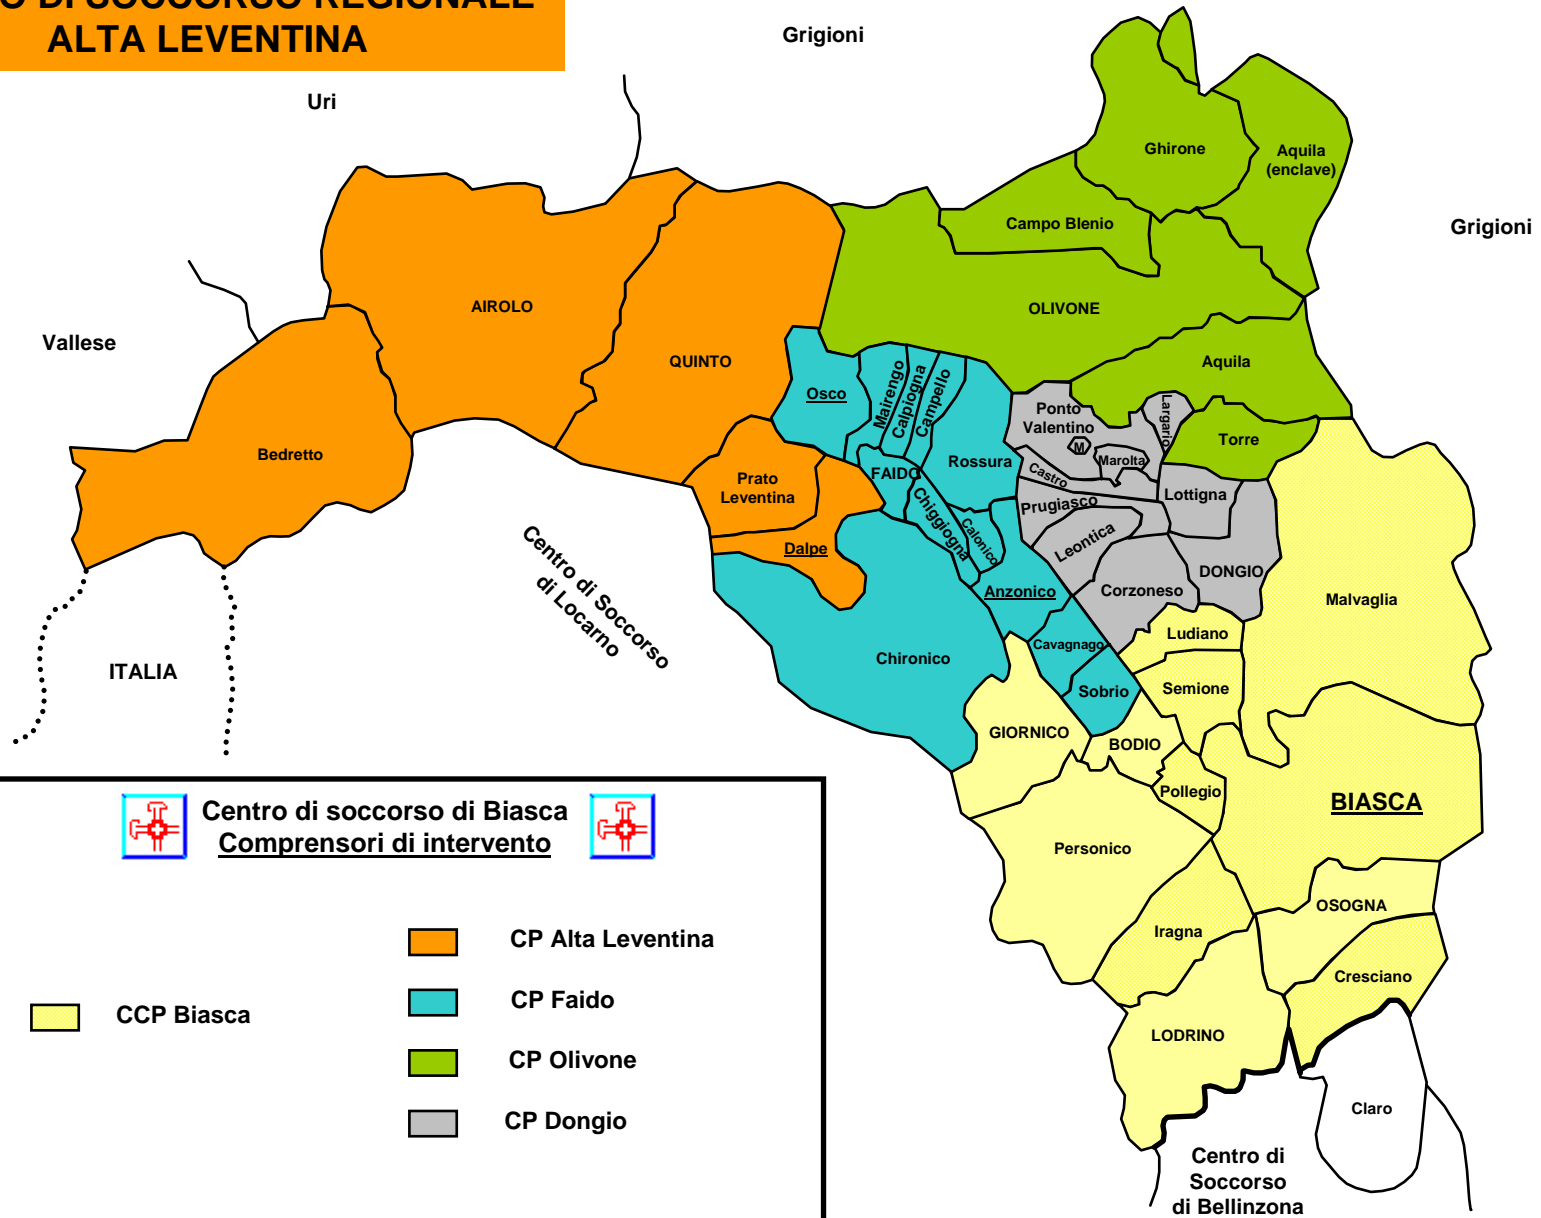 O DI SOCCORSO REGIONALE
ALTA LEVENTINA
Grigioni
Uri
Ghirone
Aquila
(enclave)
Campo Blenio
Grigioni
AIROLO
OLIVONE
Vallese
QUINTO
Aquila
Osco
Mairengo
Calpiogna
Campello
Ponto
Valentino
Largario
M
Marolta
Torre
Bedretto
Rossura
FAIDO
Castro
Prato
Leventina
Lottigna
Prugiasco
Chiggiogna
Calonico
Leontica
Dalpe
Centro di Soccorso
di Locarno
DONGIO
Anzonico
Corzoneso
Malvaglia
Ludiano
Cavagnago
Chironico
ITALIA
Semione
Sobrio
GIORNICO
BODIO
Pollegio
BIASCA
Personico
OSOGNA
Iragna
Cresciano
LODRINO
Claro
Centro di
Soccorso
di Bellinzona
Centro di soccorso di Biasca
Comprensori di intervento
CP Alta Leventina
CP Faido
CCP Biasca
CP Olivone
CP Dongio